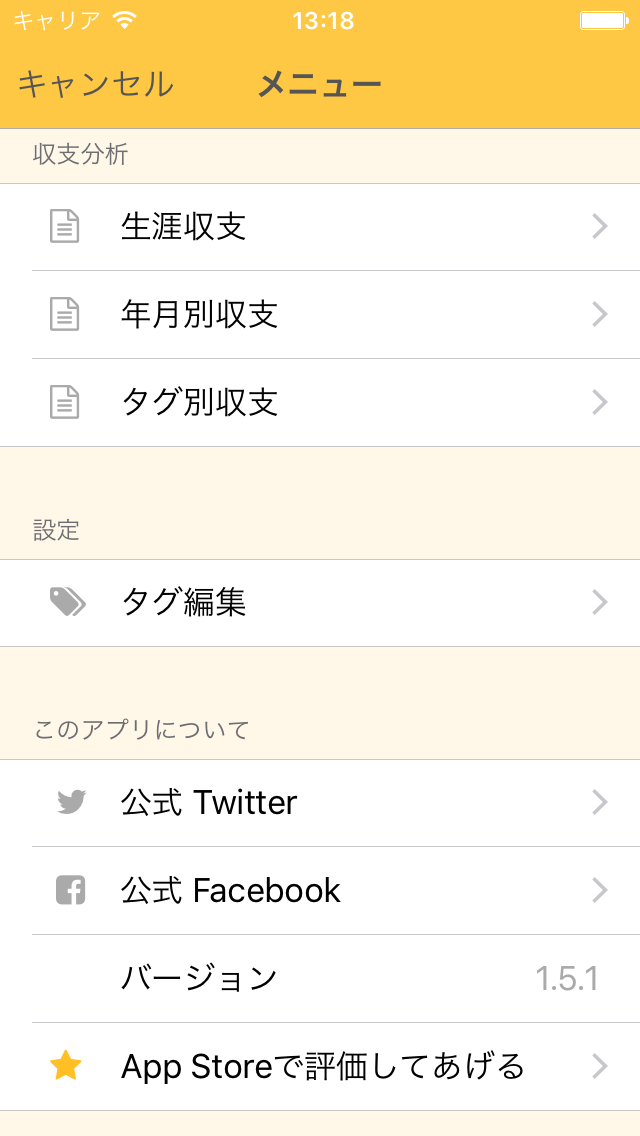 キャリア 13:18
キャンセル メニュー
収支分析
生涯収支
年月別収支
タグ別収支
設定
タグ編集
このアプリについて
公式 Twitter
公式 Facebook
バージョン 1.5.1
App Storeで評価してあげる